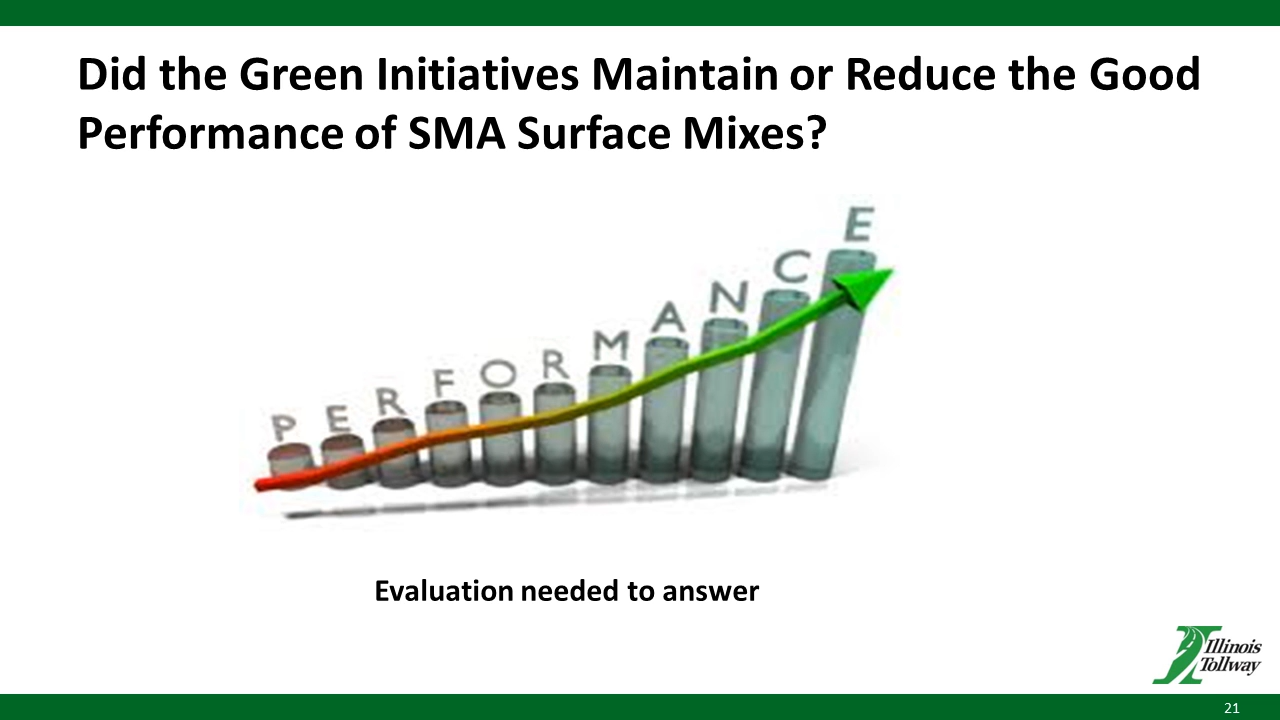 Did the Green Initiatives Maintain or Reduce the Good
Performance of SMA Surface Mixes?
PERFORMANCE
Evaluation needed to answer
Illinois
Tollway
21